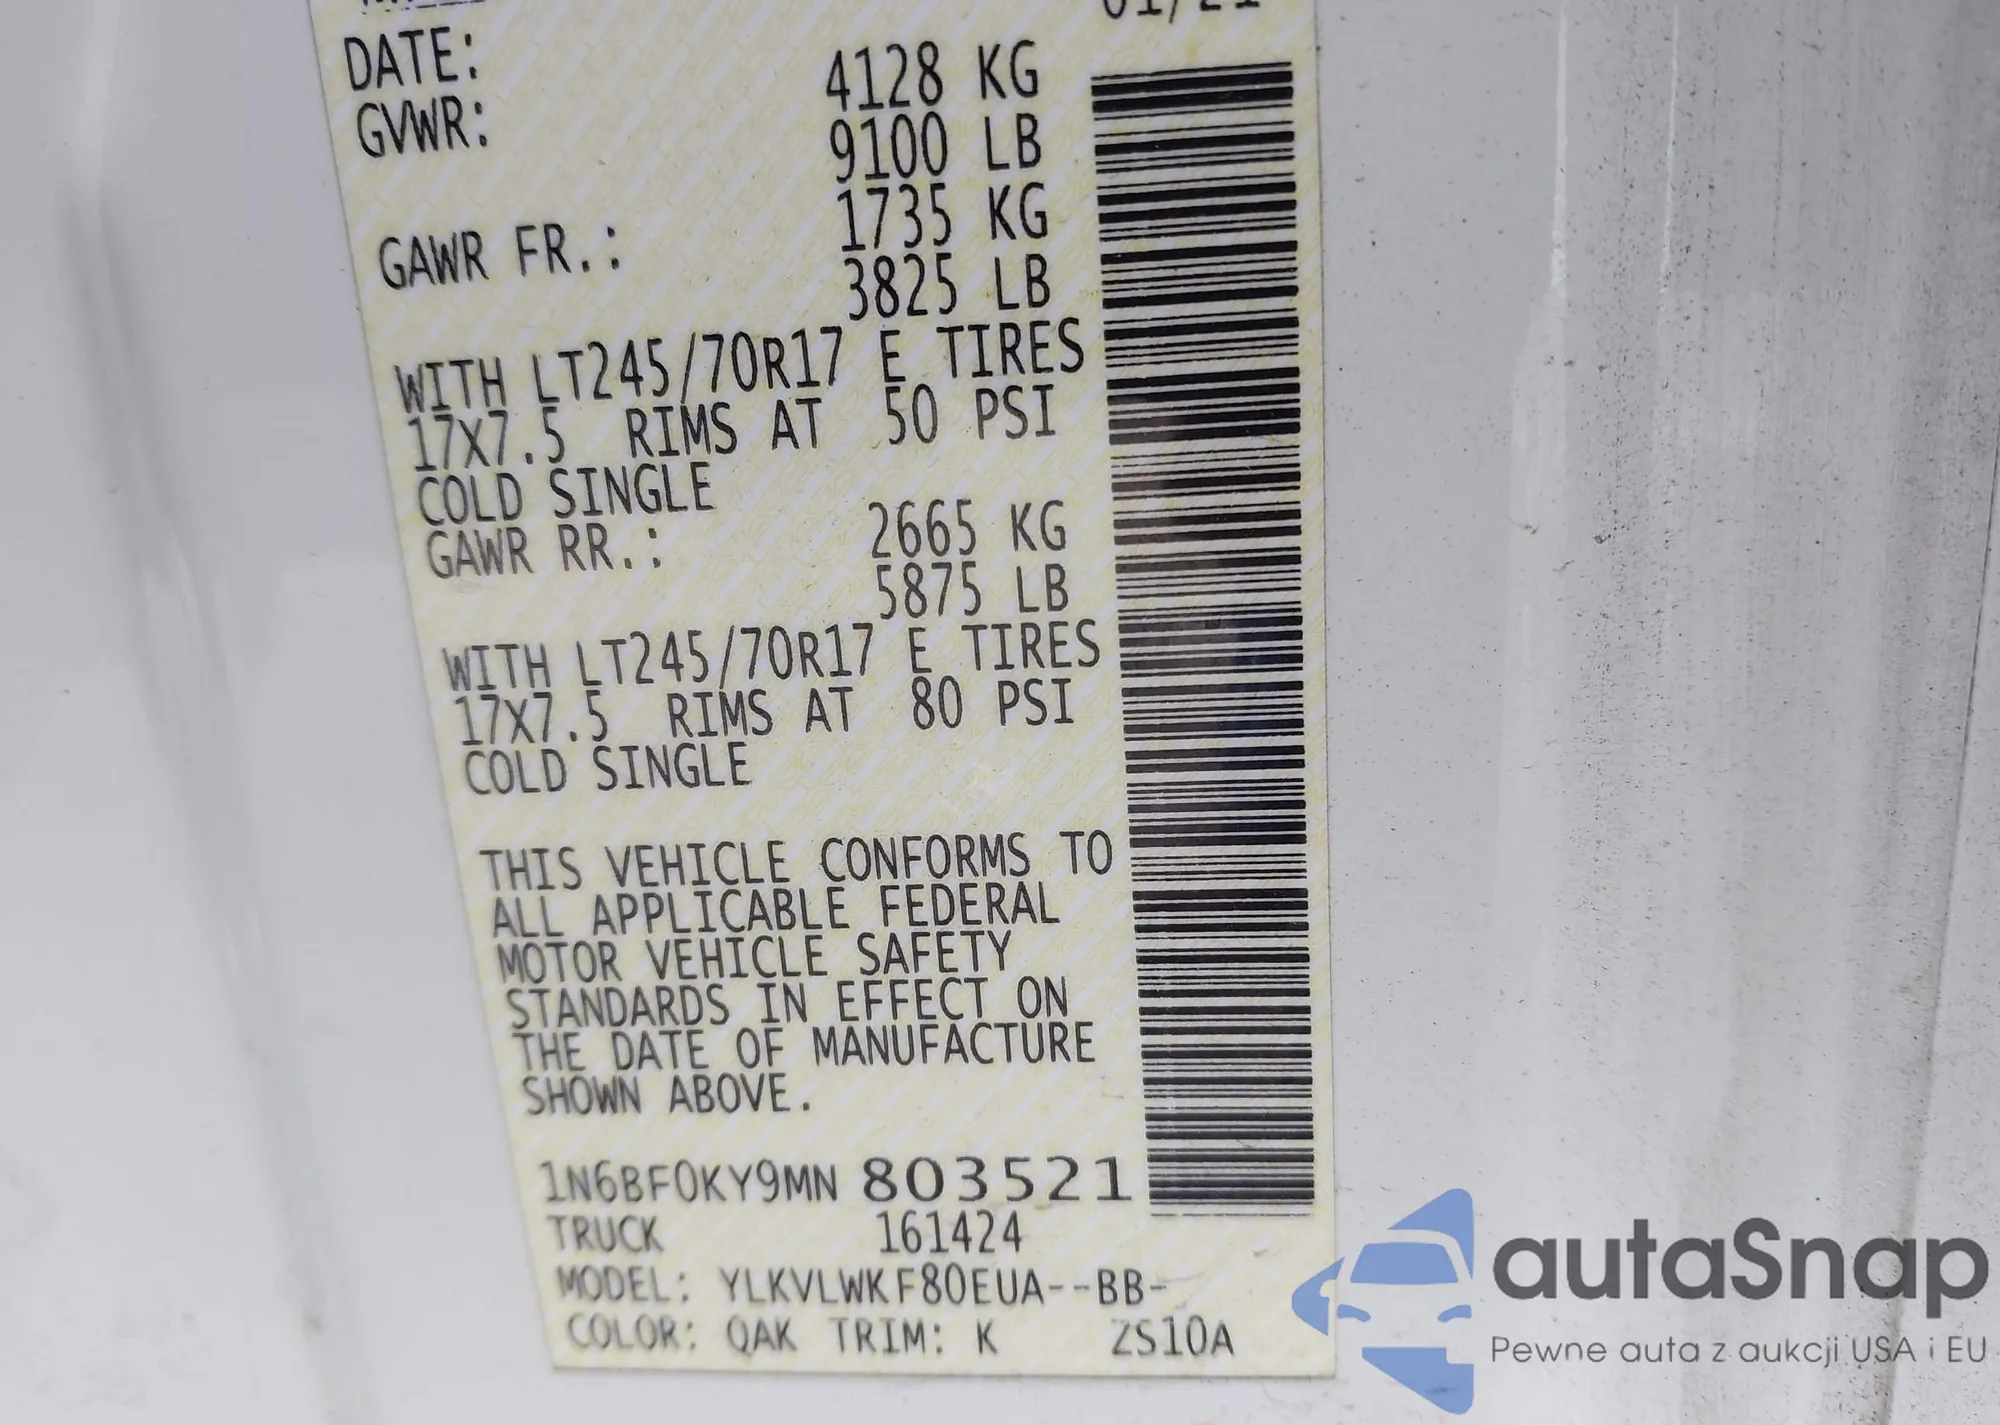 01/21
DATE:
4128 KG
GVWR:
9100 LB
1735 KG
GAWR FR.:
3825 LB
WITH LT245/70R17 E TIRES
17X7.5 RIMS AT 50 PSI
COLD SINGLE
GAWR RR.: 2665 KG
5875 LB
WITH LT245/70R17 E TIRES
17X7.5 RIMS AT 80 PSI
COLD SINGLE
THIS VEHICLE CONFORMS TO
ALL APPLICABLE FEDERAL
MOTOR VEHICLE SAFETY
STANDARDS IN EFFECT ON
THE DATE OF MANUFACTURE
SHOWN ABOVE.
1N6BF0KY9MN 803521
TRUCK 161424
MODEL: YLKVLWKF80EUA--BB-
COLOR: QAK TRIM: K ZS10A
autaSnap
Pewne auta z aukcji USA i EU